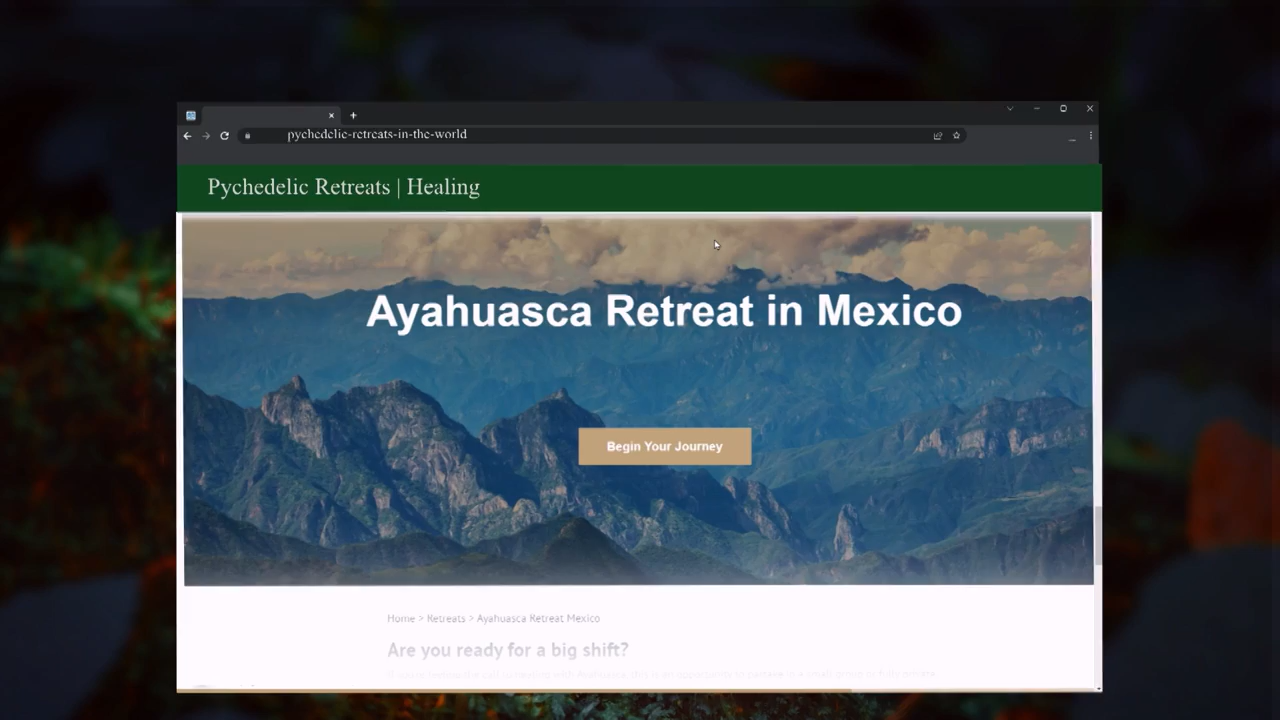 pychedelic-retreats-in-the-world
Pychedelic Retreats | Healing
Ayahuasca Retreat in Mexico
Begin Your Journey
Home > Retreats > Ayahuasca Retreat Mexico
Are you ready for a big shift?